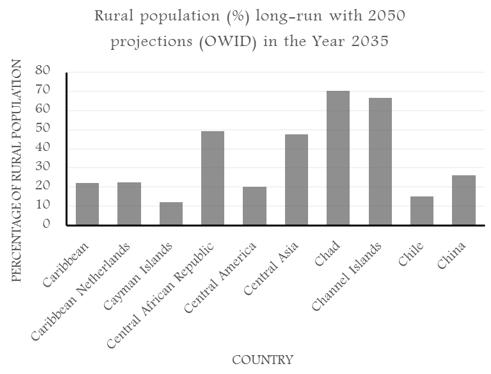 Rural population (%) long-run with 2050
projections (OWID) in the Year 2035
PERCENTAGE OF RURAL POPULATION
80
70
60
50
40
30
20
10
0
Caribbean
Caribbean Netherlands
Cayman Islands
Central African Republic
Central America
Central Asia
Chad
Channel Islands
Chile
China
COUNTRY